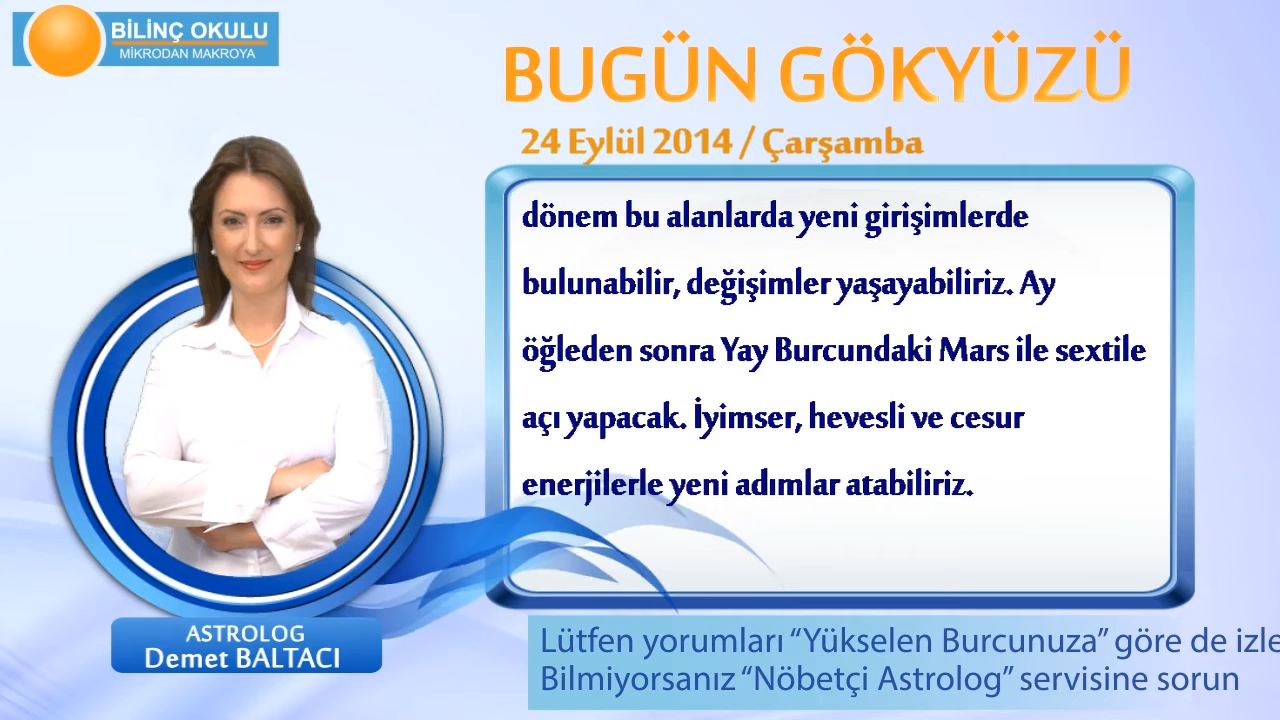 BİLİNÇ OKULU
MİKRODAN MAKROYA
BUGÜN GÖKYÜZÜ
24 Eylül 2014 / Çarşamba
dönem bu alanlarda yeni girişimlerde
bulunabilir, değişimler yaşayabiliriz. Ay
öğleden sonra Yay Burcundaki Mars ile sextile
açı yapacak. İyimser, hevesli ve cesur
enerjilerle yeni adımlar atabiliriz.
ASTROLOG
Demet BALTACI
Lütfen yorumları “Yükselen Burcunuza” göre de izle
Bilmiyorsanız “Nöbetçi Astrolog” servisine sorun